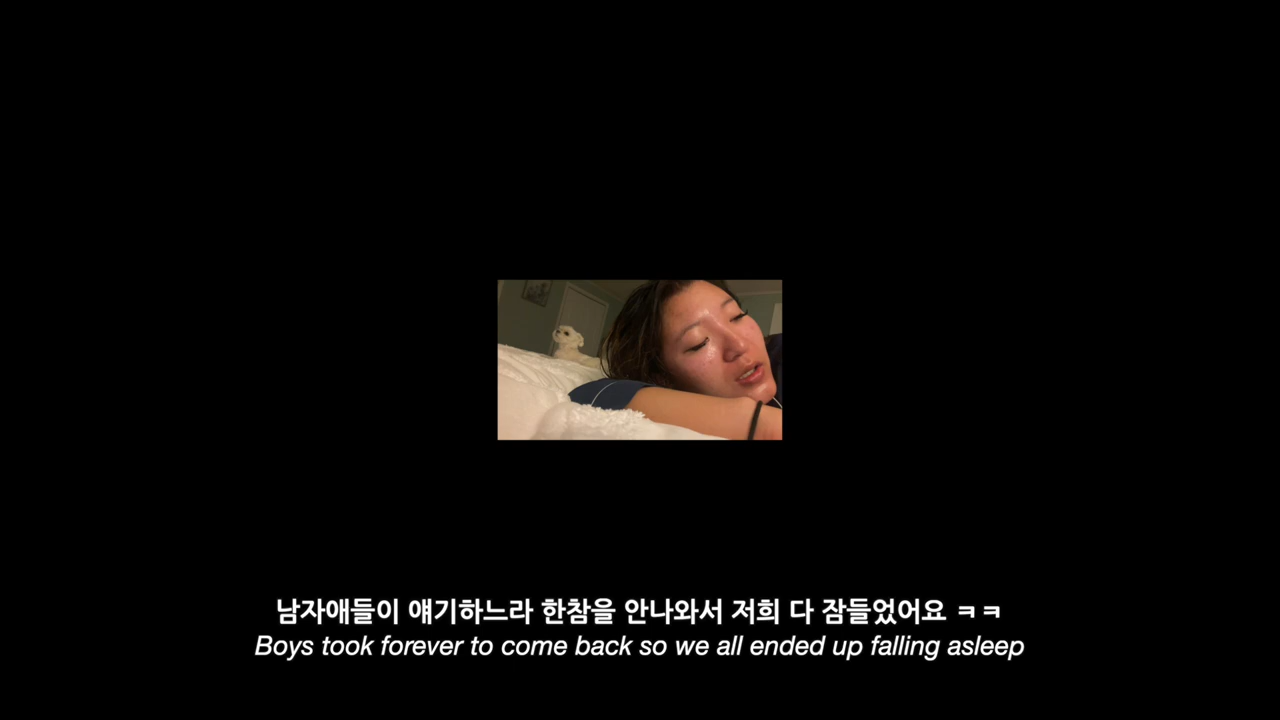 남자애들이 얘기하느라 한참을 안나와서 저희 다 잠들었어요 ㅋㅋ
Boys took forever to come back so we all ended up falling asleep